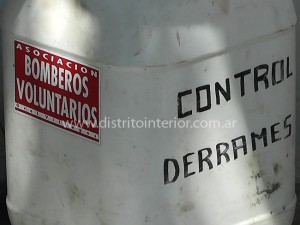 ASOCIACION
BOMBEROS
VOLUNTARIOS
CONTROL
DERRAMES
www.distritointerior.com.ar